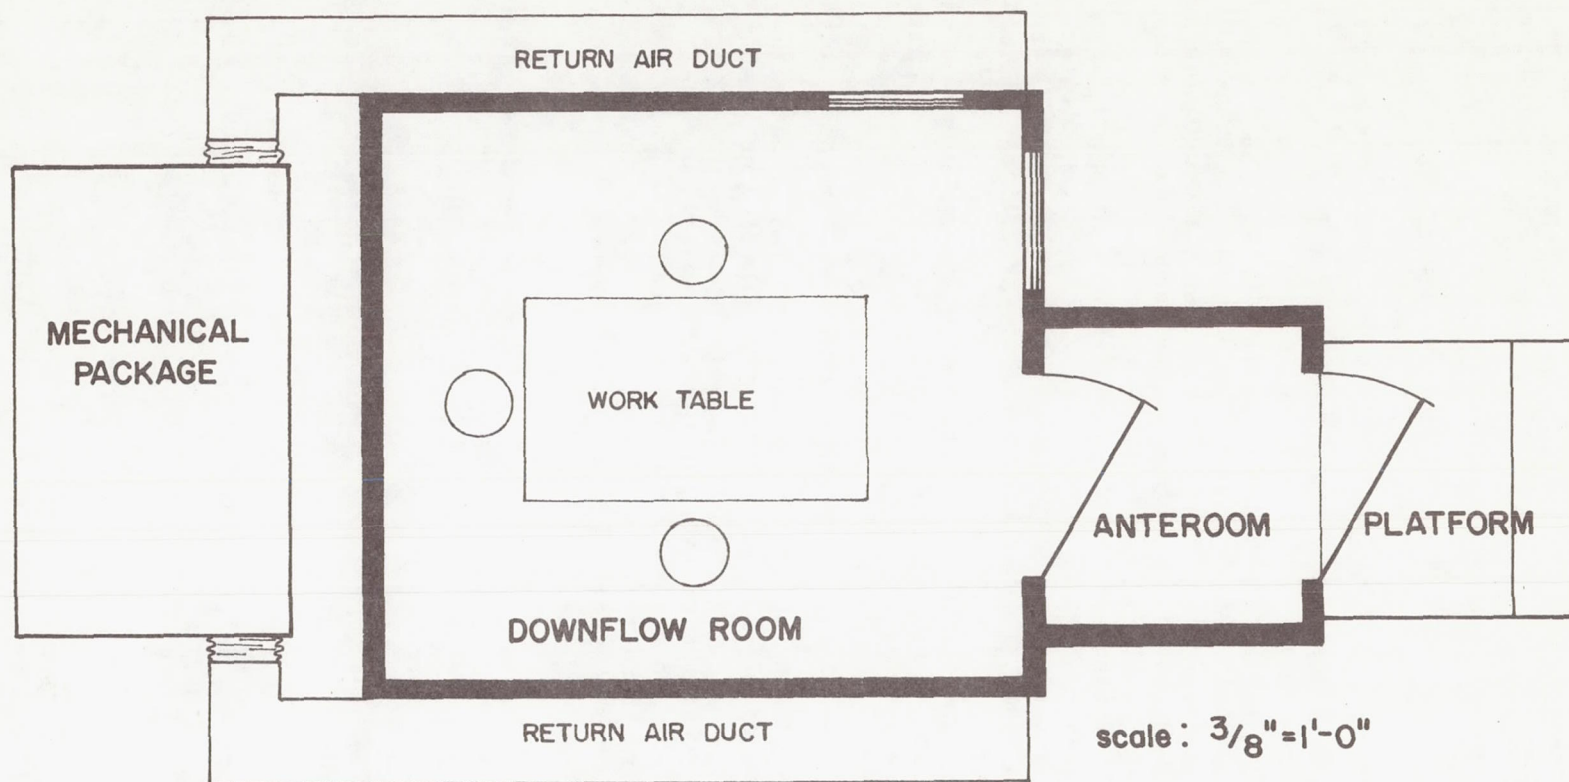 RETURN AIR DUCT
MECHANICAL
PACKAGE
WORK TABLE
ANTEROOM
PLATFORM
DOWNFLOW ROOM
RETURN AIR DUCT
scale: 3/8"=1'-0"